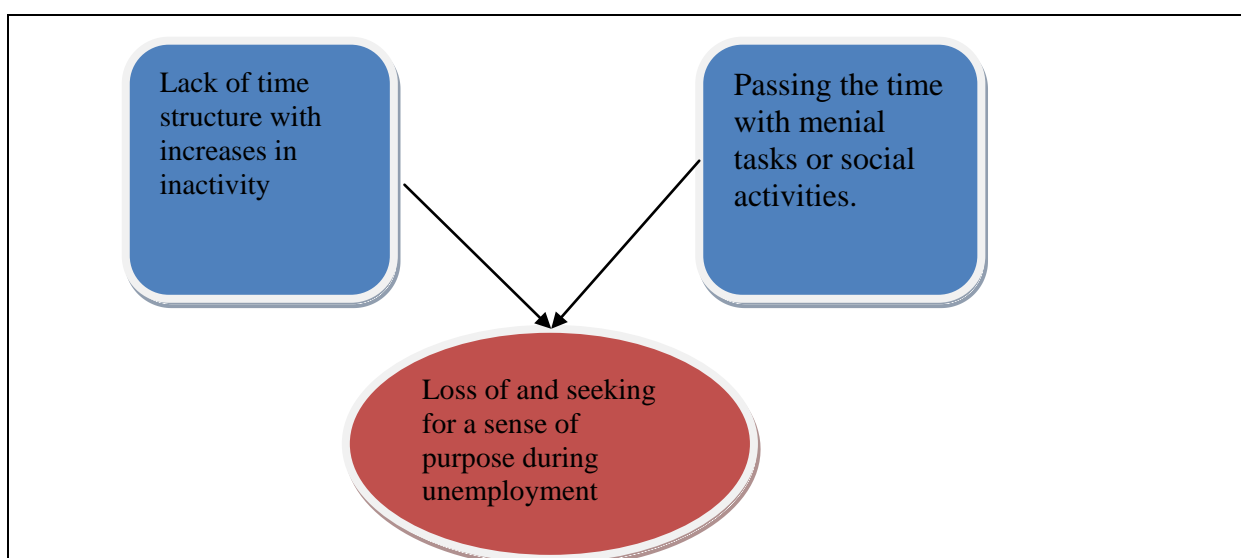 Lack of time
structure with
increases in
inactivity
Passing the time
with menial
tasks or social
activities.
Loss of and seeking
for a sense of
purpose during
unemployment